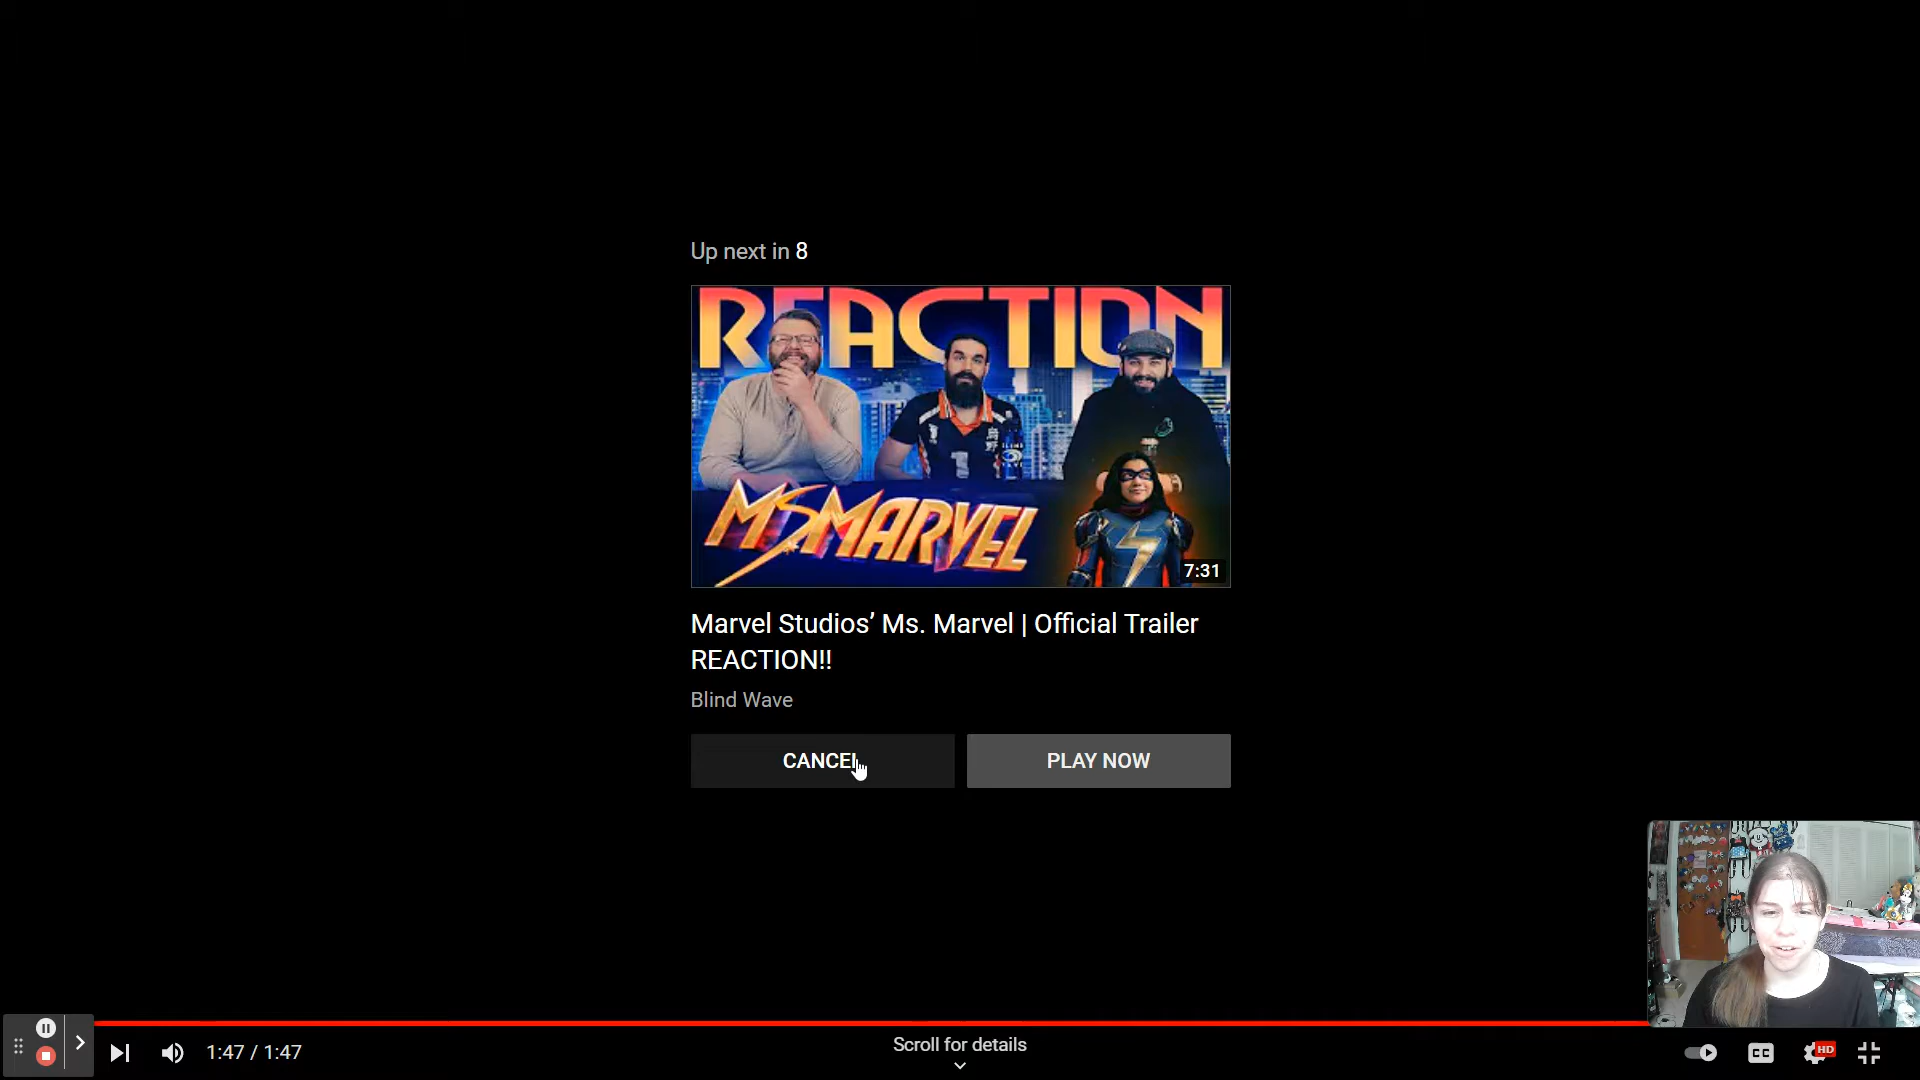 Up next in 8
REACTION
MS MARVEL
7:31
Marvel Studios’ Ms. Marvel | Official Trailer
REACTION!!
Blind Wave
CANCEL
PLAY NOW
1:47 / 1:47
Scroll for details
CC
HD